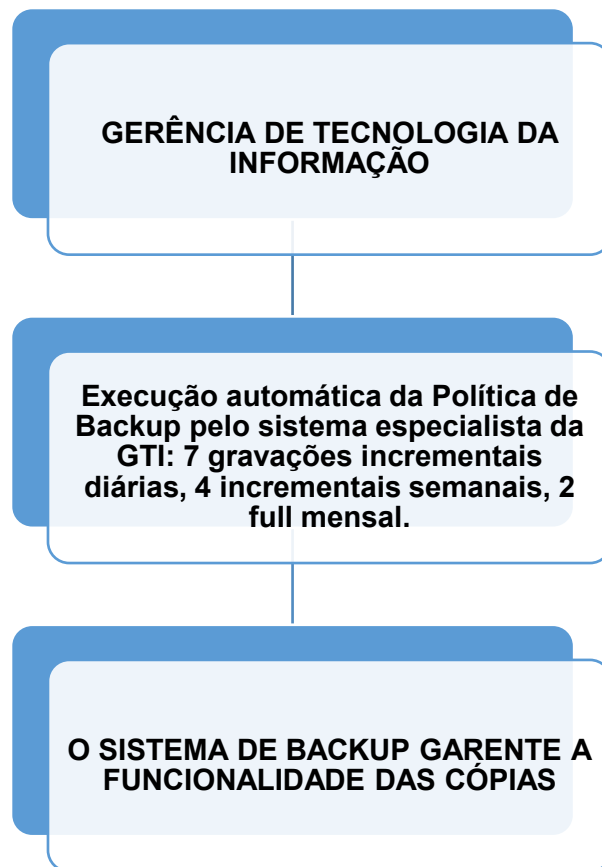 GERÊNCIA DE TECNOLOGIA DA
INFORMAÇÃO
Execução automática da Política de
Backup pelo sistema especialista da
GTI: 7 gravações incrementais
diárias, 4 incrementais semanais, 2
full mensal.
O SISTEMA DE BACKUP GARENTE A
FUNCIONALIDADE DAS CÓPIAS